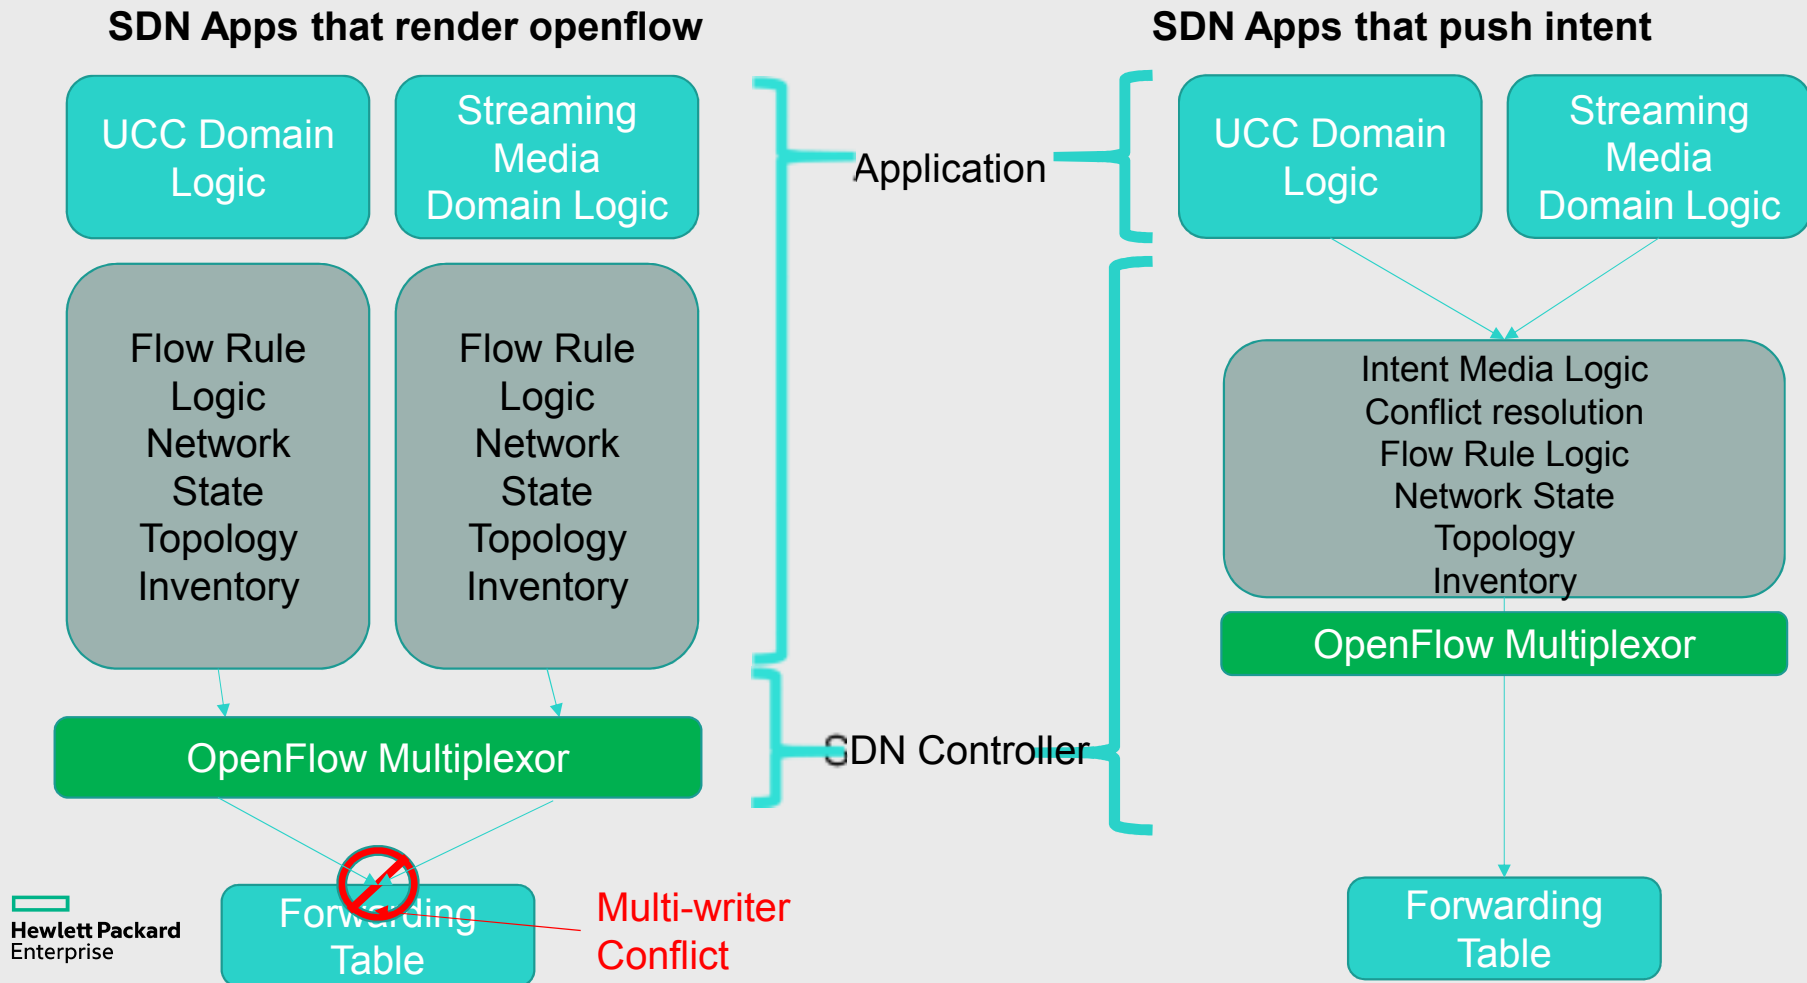 SDN Apps that render openflow
UCC Domain
Logic
Streaming
Media
Domain Logic
Flow Rule
Logic
Network
State
Topology
Inventory
Flow Rule
Logic
Network
State
Topology
Inventory
OpenFlow Multiplexor
Forwarding
Table
Multi-writer
Conflict
Hewlett Packard
Enterprise
Application
SDN Controller
SDN Apps that push intent
UCC Domain
Logic
Streaming
Media
Domain Logic
Intent Media Logic
Conflict resolution
Flow Rule Logic
Network State
Topology
Inventory
OpenFlow Multiplexor
Forwarding
Table